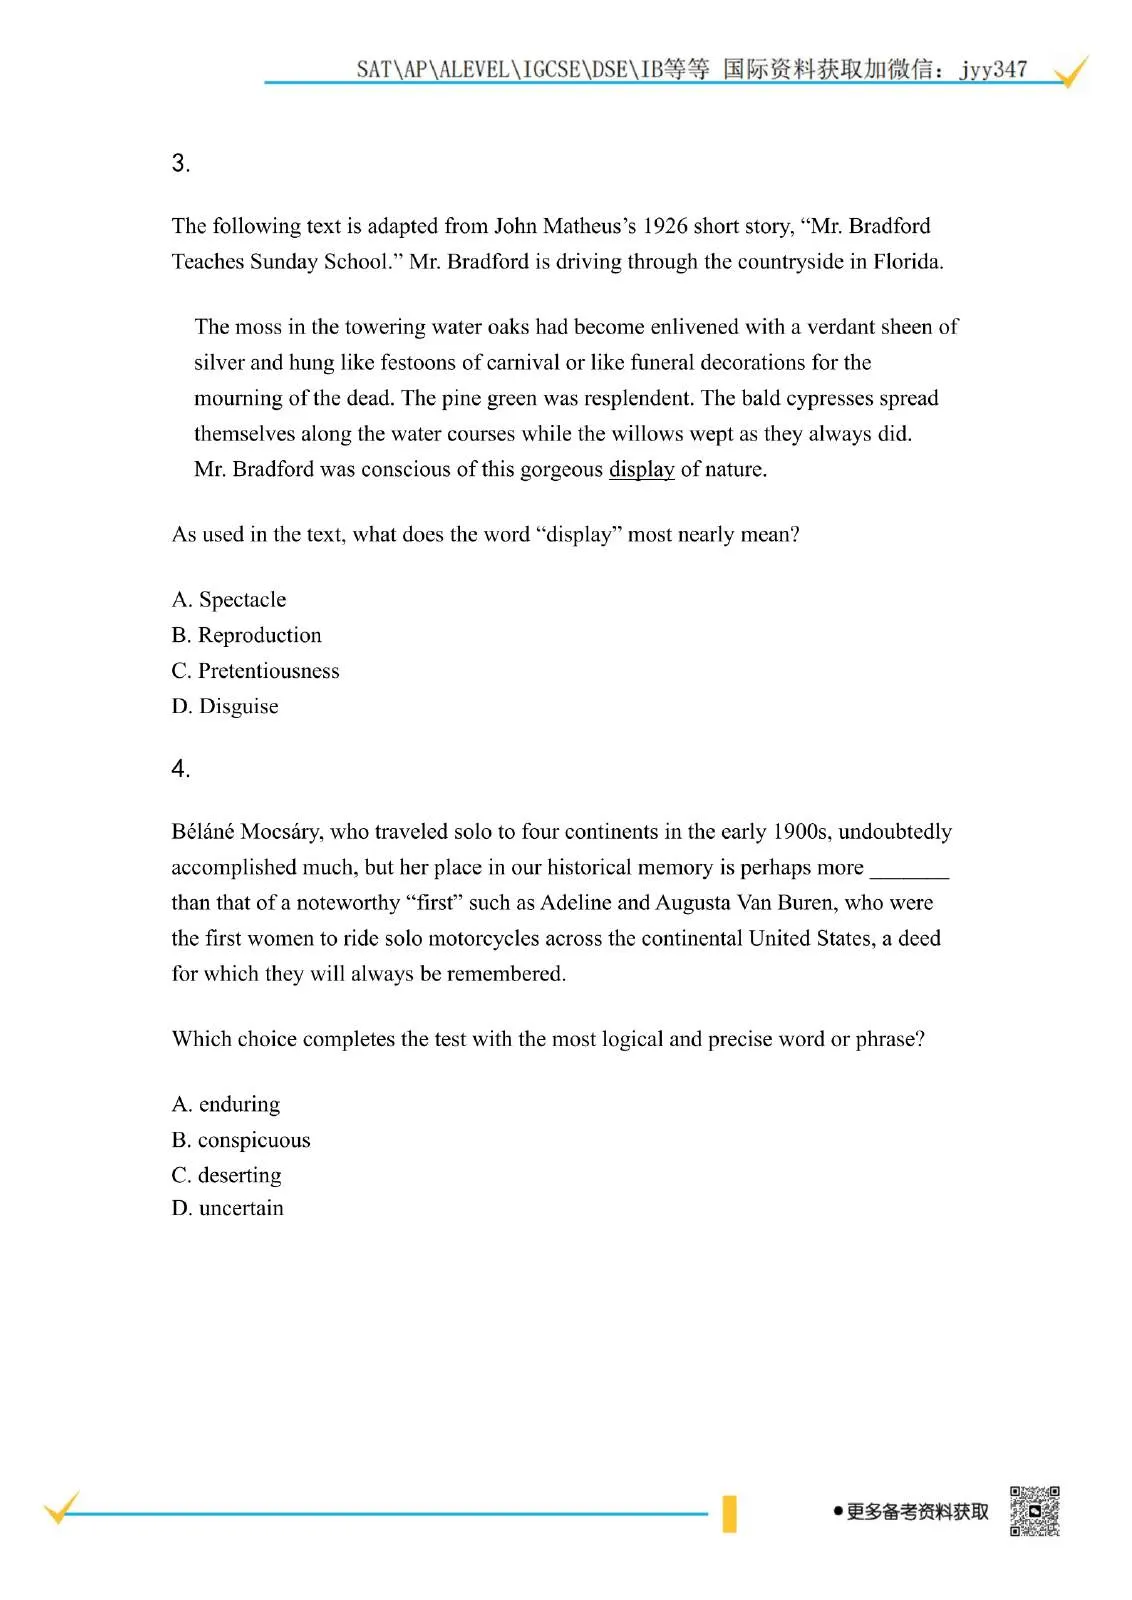 SAT\AP\ALEVEL\IGCSE\DSE\IB等等 国际资料获取加微信：jyy347
3.
The following text is adapted from John Matheus’s 1926 short story, “Mr. Bradford
Teaches Sunday School.” Mr. Bradford is driving through the countryside in Florida.
The moss in the towering water oaks had become enlivened with a verdant sheen of
silver and hung like festoons of carnival or like funeral decorations for the
mourning of the dead. The pine green was resplendent. The bald cypresses spread
themselves along the water courses while the willows wept as they always did.
Mr. Bradford was conscious of this gorgeous display of nature.
As used in the text, what does the word “display” most nearly mean?
A. Spectacle
B. Reproduction
C. Pretentiousness
D. Disguise
4.
Béláné Mocsáry, who traveled solo to four continents in the early 1900s, undoubtedly
accomplished much, but her place in our historical memory is perhaps more _______
than that of a noteworthy “first” such as Adeline and Augusta Van Buren, who were
the first women to ride solo motorcycles across the continental United States, a deed
for which they will always be remembered.
Which choice completes the test with the most logical and precise word or phrase?
A. enduring
B. conspicuous
C. deserting
D. uncertain
●更多备考资料获取